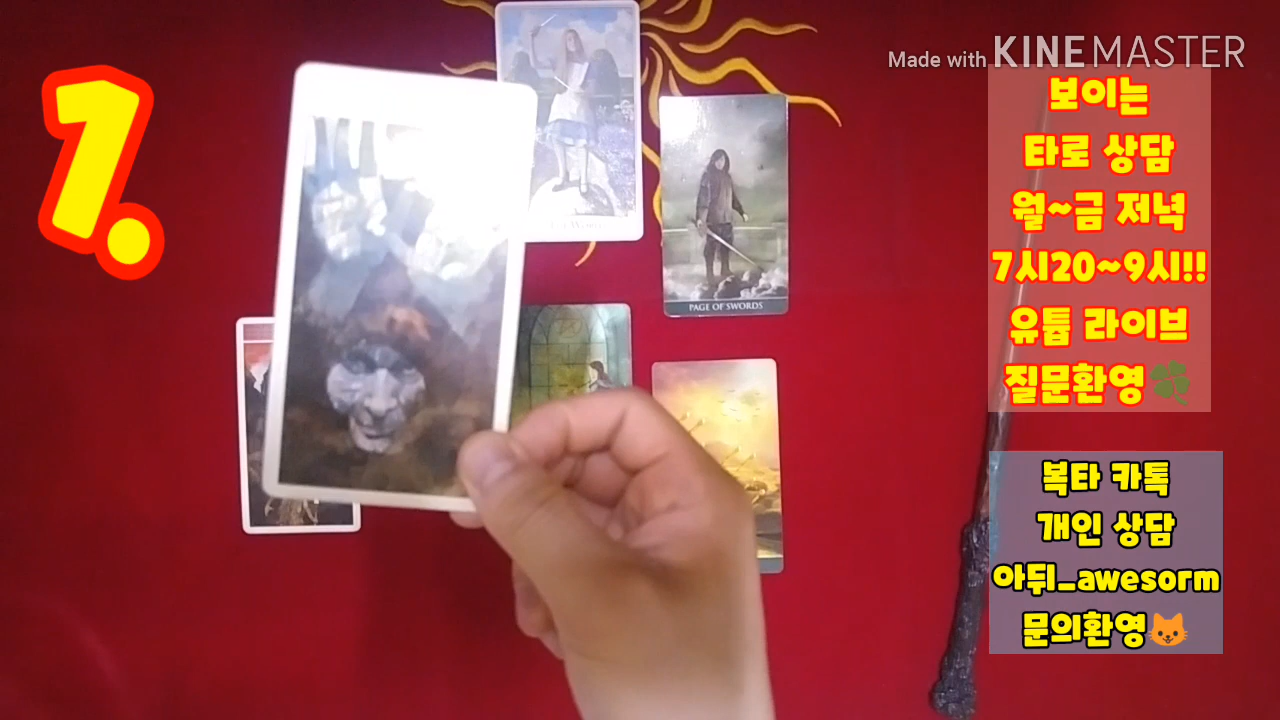 Made with KINEMASTER
1.
보이는
타로 상담
월~금 저녁
7시20~9시!!
유튭 라이브
질문환영🍀
복타 카톡
개인 상담
아뒤_awesorm
문의환영🐱
PAGE OF SWORDS